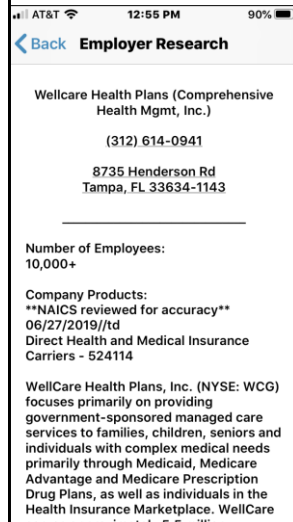 AT&T 12:55 PM 90%
Back Employer Research
Wellcare Health Plans (Comprehensive
Health Mgmt, Inc.)
(312) 614-0941
8735 Henderson Rd
Tampa, FL 33634-1143
Number of Employees:
10,000+
Company Products:
**NAICS reviewed for accuracy**
06/27/2019//td
Direct Health and Medical Insurance
Carriers - 524114
WellCare Health Plans, Inc. (NYSE: WCG)
focuses primarily on providing
government-sponsored managed care
services to families, children, seniors and
individuals with complex medical needs
primarily through Medicaid, Medicare
Advantage and Medicare Prescription
Drug Plans, as well as individuals in the
Health Insurance Marketplace. WellCare